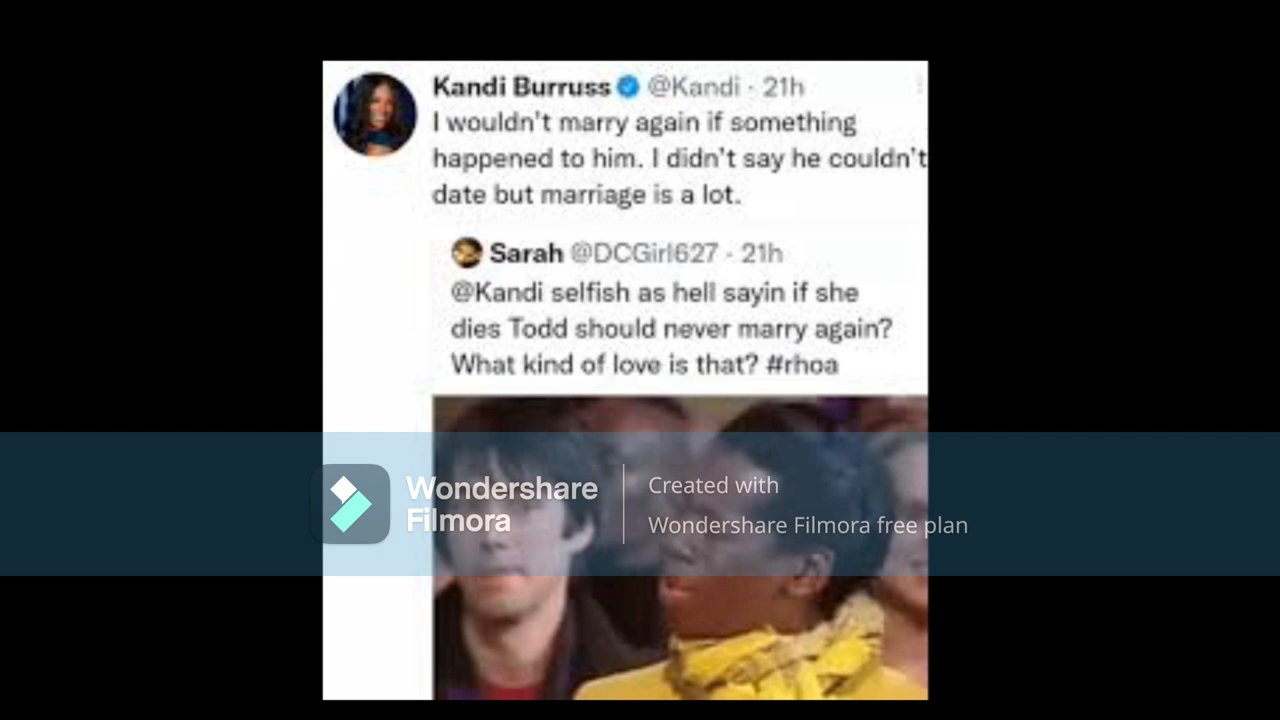 Kandi Burruss @Kandi · 21h
I wouldn't marry again if something
happened to him. I didn't say he couldn't
date but marriage is a lot.
Sarah @DCGirl627 · 21h
@Kandi selfish as hell sayin if she
dies Todd should never marry again?
What kind of love is that? #rhoa
Wondershare
Filmora
Created with
Wondershare Filmora free plan